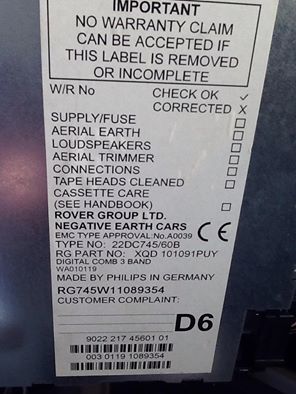 IMPORTANT
NO WARRANTY CLAIM
CAN BE ACCEPTED IF
THIS LABEL IS REMOVED
OR INCOMPLETE
W/R No CHECK OK ✓
CORRECTED X
SUPPLY/FUSE
AERIAL EARTH
LOUDSPEAKERS
AERIAL TRIMMER
CONNECTIONS
TAPE HEADS CLEANED
CASSETTE CARE
(SEE HANDBOOK)
ROVER GROUP LTD.
NEGATIVE EARTH CARS CE
EMC TYPE APPROVAL:No.A0039
TYPE NO: 22DC745/60B
RG PART NO: XQD 101091PUY
DIGITAL COMB 3 BAND
WA010119
MADE BY PHILIPS IN GERMANY
RG745W11089354
CUSTOMER COMPLAINT:
D6
9022 217 45601 01
003 0119 1089354